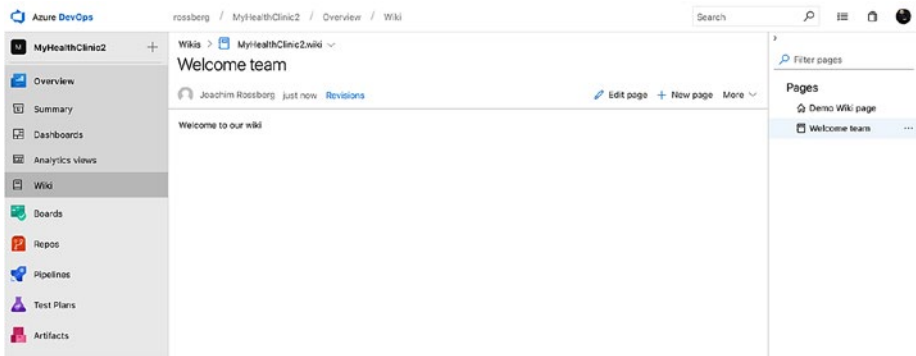 Azure DevOps
rossberg / MyHealthClinic2 / Overview / Wiki
Search
M MyHealthClinic2 +
Overview
Summary
Dashboards
Analytics views
Wiki
Boards
Repos
Pipelines
Test Plans
Artifacts
Wikis > MyHealthClinic2.wiki
Welcome team
Joachim Rossberg just now Revisions
Edit page + New page More
Welcome to our wiki
Filter pages
Pages
Demo Wiki page
Welcome team ...